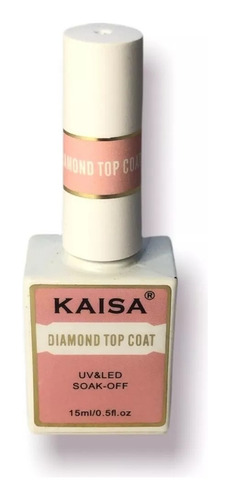 DIAMOND TOP COAT
KAISA®
DIAMOND TOP COAT
UV&LED
SOAK-OFF
15ml/0.5fl.oz